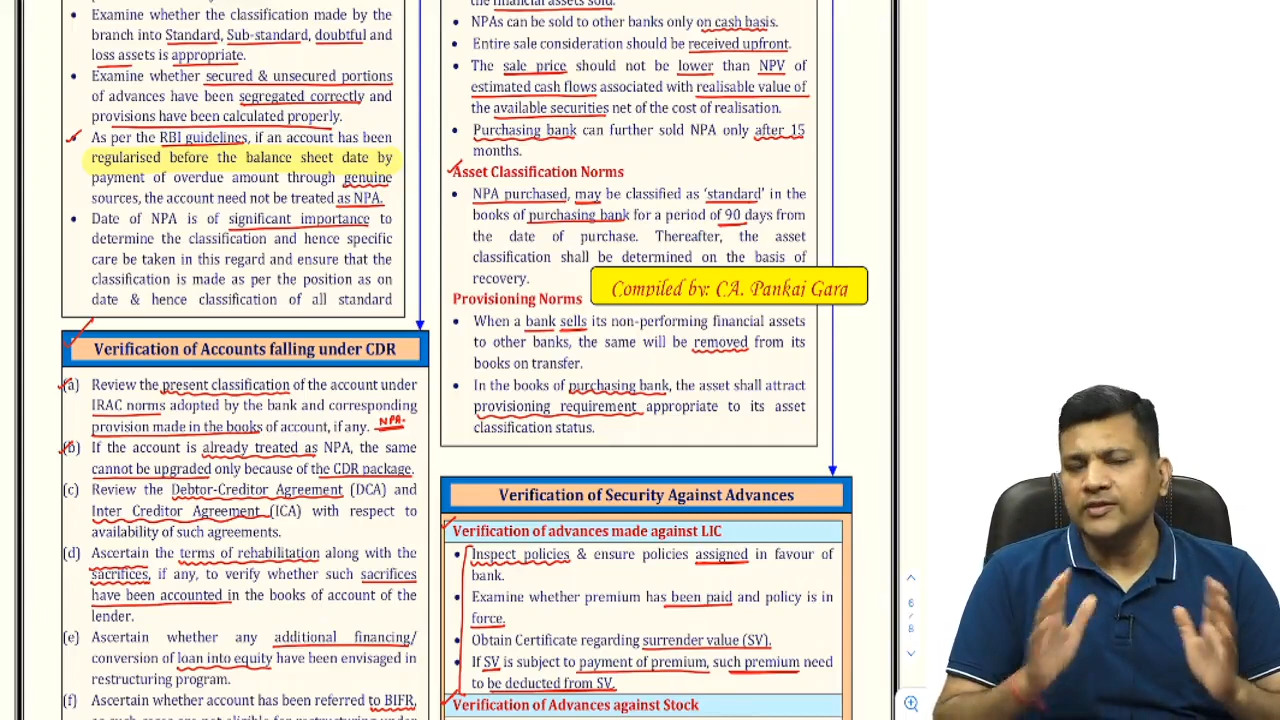 Examine whether the classification made by the
branch into Standard, Sub-standard, doubtful and
loss assets is appropriate.
Examine whether secured & unsecured portions
of advances have been segregated correctly and
provisions have been calculated properly.
As per the RBI guidelines, if an account has been
regularised before the balance sheet date by
payment of overdue amount through genuine
sources, the account need not be treated as NPA.
Date of NPA is of significant importance to
determine the classification and hence specific
care be taken in this regard and ensure that the
classification is made as per the position as on
date & hence classification of all standard
Verification of Accounts falling under CDR
(a) Review the present classification of the account under
IRAC norms adopted by the bank and corresponding
provision made in the books of account, if any. NPA.
(b) If the account is already treated as NPA, the same
cannot be upgraded only because of the CDR package.
(c) Review the Debtor-Creditor Agreement (DCA) and
Inter Creditor Agreement (ICA) with respect to
availability of such agreements.
(d) Ascertain the terms of rehabilitation along with the
sacrifices, if any, to verify whether such sacrifices
have been accounted in the books of account of the
lender.
(e) Ascertain whether any additional financing/
conversion of loan into equity have been envisaged in
restructuring program.
(f) Ascertain whether account has been referred to BIFR,
the financial assets sold.
NPAs can be sold to other banks only on cash basis.
Entire sale consideration should be received upfront.
The sale price should not be lower than NPV of
estimated cash flows associated with realisable value of
the available securities net of the cost of realisation.
Purchasing bank can further sold NPA only after 15
months.
Asset Classification Norms
NPA purchased, may be classified as ‘standard’ in the
books of purchasing bank for a period of 90 days from
the date of purchase. Thereafter, the asset
classification shall be determined on the basis of
recovery.
Compiled by: CA. Pankaj Gara
Provisioning Norms
When a bank sells its non-performing financial assets
to other banks, the same will be removed from its
books on transfer.
In the books of purchasing bank, the asset shall attract
provisioning requirement appropriate to its asset
classification status.
Verification of Security Against Advances
Verification of advances made against LIC
Inspect policies & ensure policies assigned in favour of
bank.
Examine whether premium has been paid and policy is in
force.
Obtain Certificate regarding surrender value (SV).
If SV is subject to payment of premium, such premium need
to be deducted from SV.
Verification of Advances against Stock
6
/
8